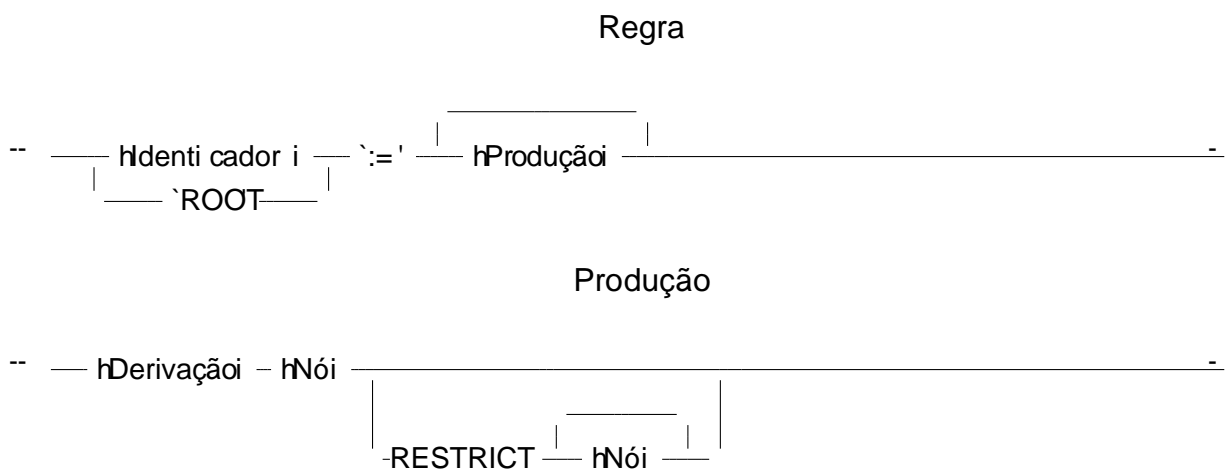 Regra
-- hIdenti cador i `:= ' hProduçãoi -
`ROOT
Produção
-- hDerivaçãoi hNói -
-RESTRICT hNói